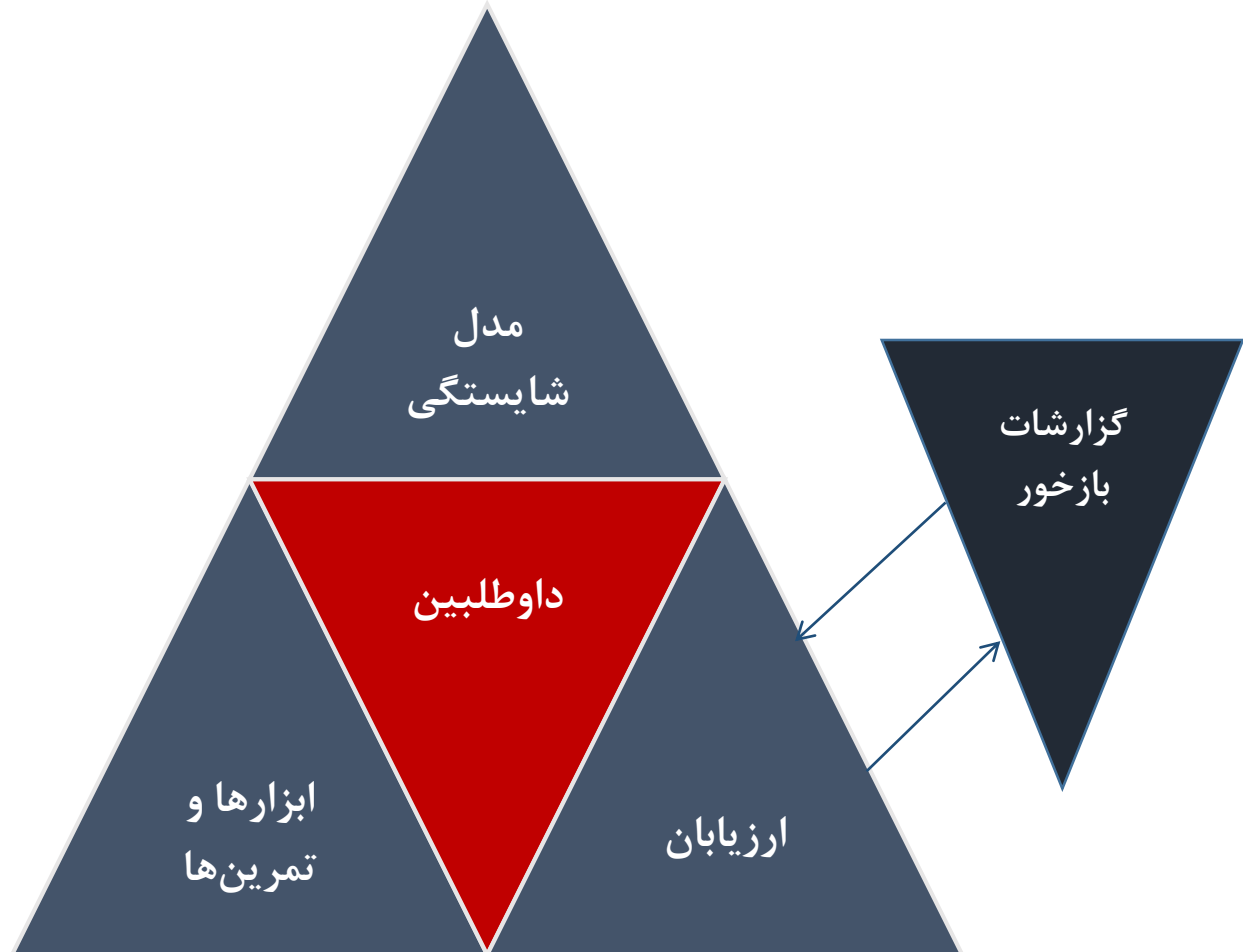 مدل
شایستگی
گزارشات
بازخور
داوطلبین
ابزارها و
تمرین‌ها
ارزیابان